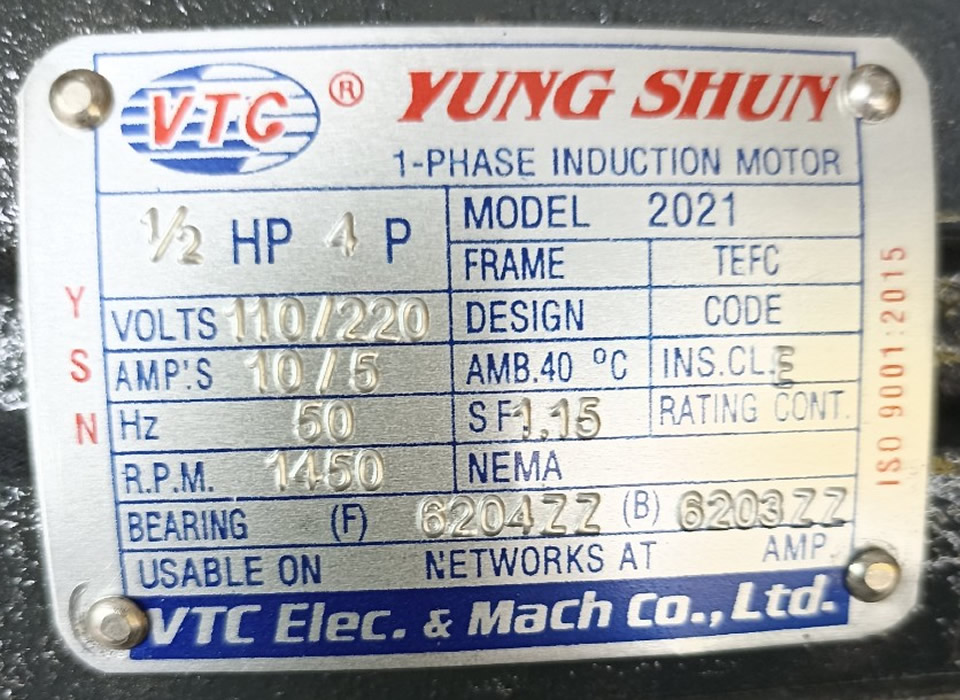 VTC ® YUNG SHUN
1-PHASE INDUCTION MOTOR
1/2 HP 4 P
MODEL 2021
FRAME TEFC
VOLTS 110/220
DESIGN CODE
AMP'.S 10/5
AMB.40 °C INS.CL.E
Hz 50
S F 1.15 RATING CONT.
R.P.M. 1450
NEMA
BEARING (F) 6204ZZ (B) 6203ZZ
USABLE ON NETWORKS AT AMP.
VTC Elec. & Mach Co., Ltd.
YSN
ISO 9001:2015